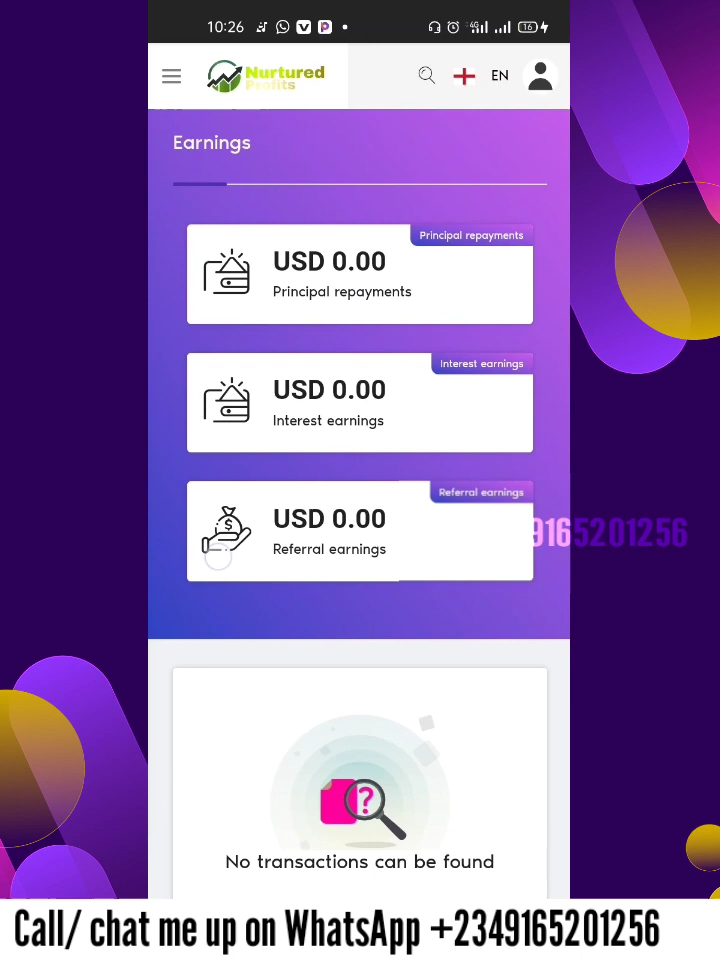 10:26
4G
16
Nurtured
Profits
EN
Earnings
Principal repayments
USD 0.00
Principal repayments
Interest earnings
USD 0.00
Interest earnings
Referral earnings
USD 0.00
Referral earnings
9165201256
No transactions can be found
Call/ chat me up on WhatsApp +2349165201256